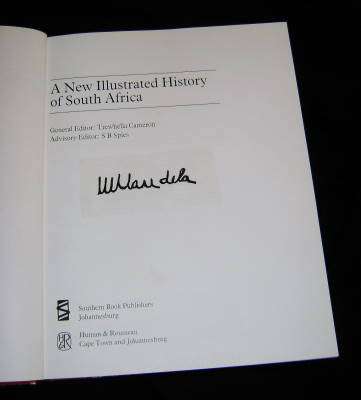 A New Illustrated History
of South Africa
General Editor: Trewhella Cameron
Advisory Editor: S B Spies
Mandela
Southern Book Publishers
Johannesburg
Human & Rousseau
Cape Town and Johannesburg